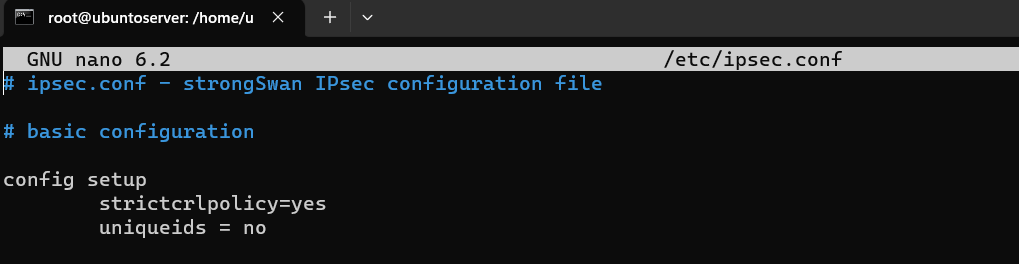 root@ubuntoserver: /home/u
GNU nano 6.2 /etc/ipsec.conf
# ipsec.conf - strongSwan IPsec configuration file
# basic configuration
config setup
strictcrlpolicy=yes
uniqueids = no